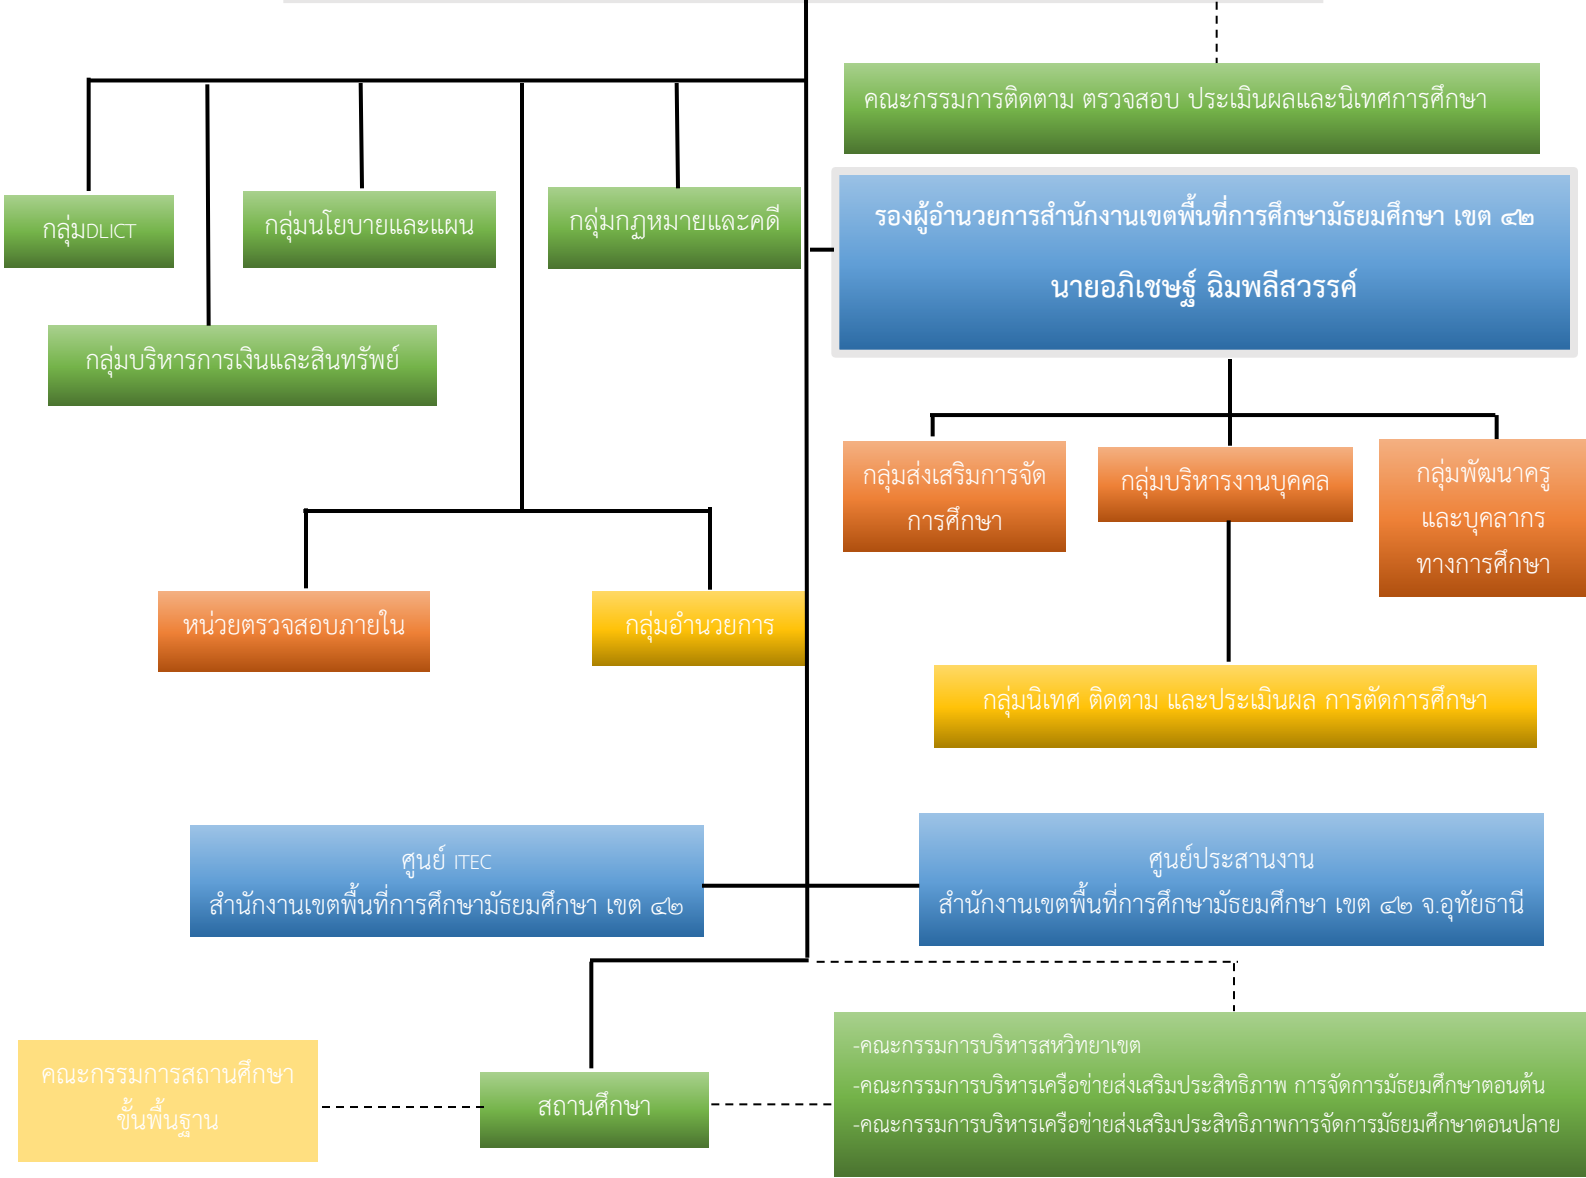 คณะกรรมการติดตาม ตรวจสอบ ประเมินผลและนิเทศการศึกษา
รองผู้อำนวยการสำนักงานเขตพื้นที่การศึกษามัธยมศึกษา เขต ๔๒
นายอภิเชษฐ์ ฉิมพลีสวรรค์
กลุ่มDLICT
กลุ่มนโยบายและแผน
กลุ่มกฎหมายและคดี
กลุ่มบริหารการเงินและสินทรัพย์
กลุ่มส่งเสริมการจัด
การศึกษา
กลุ่มบริหารงานบุคคล
กลุ่มพัฒนาครู
และบุคลากร
ทางการศึกษา
หน่วยตรวจสอบภายใน
กลุ่มอำนวยการ
กลุ่มนิเทศ ติดตาม และประเมินผล การตัดการศึกษา
ศูนย์ ITEC
สำนักงานเขตพื้นที่การศึกษามัธยมศึกษา เขต ๔๒
ศูนย์ประสานงาน
สำนักงานเขตพื้นที่การศึกษามัธยมศึกษา เขต ๔๒ จ.อุทัยธานี
คณะกรรมการสถานศึกษา
ขั้นพื้นฐาน
สถานศึกษา
-คณะกรรมการบริหารสหวิทยาเขต
-คณะกรรมการบริหารเครือข่ายส่งเสริมประสิทธิภาพ การจัดการมัธยมศึกษาตอนต้น
-คณะกรรมการบริหารเครือข่ายส่งเสริมประสิทธิภาพการจัดการมัธยมศึกษาตอนปลาย